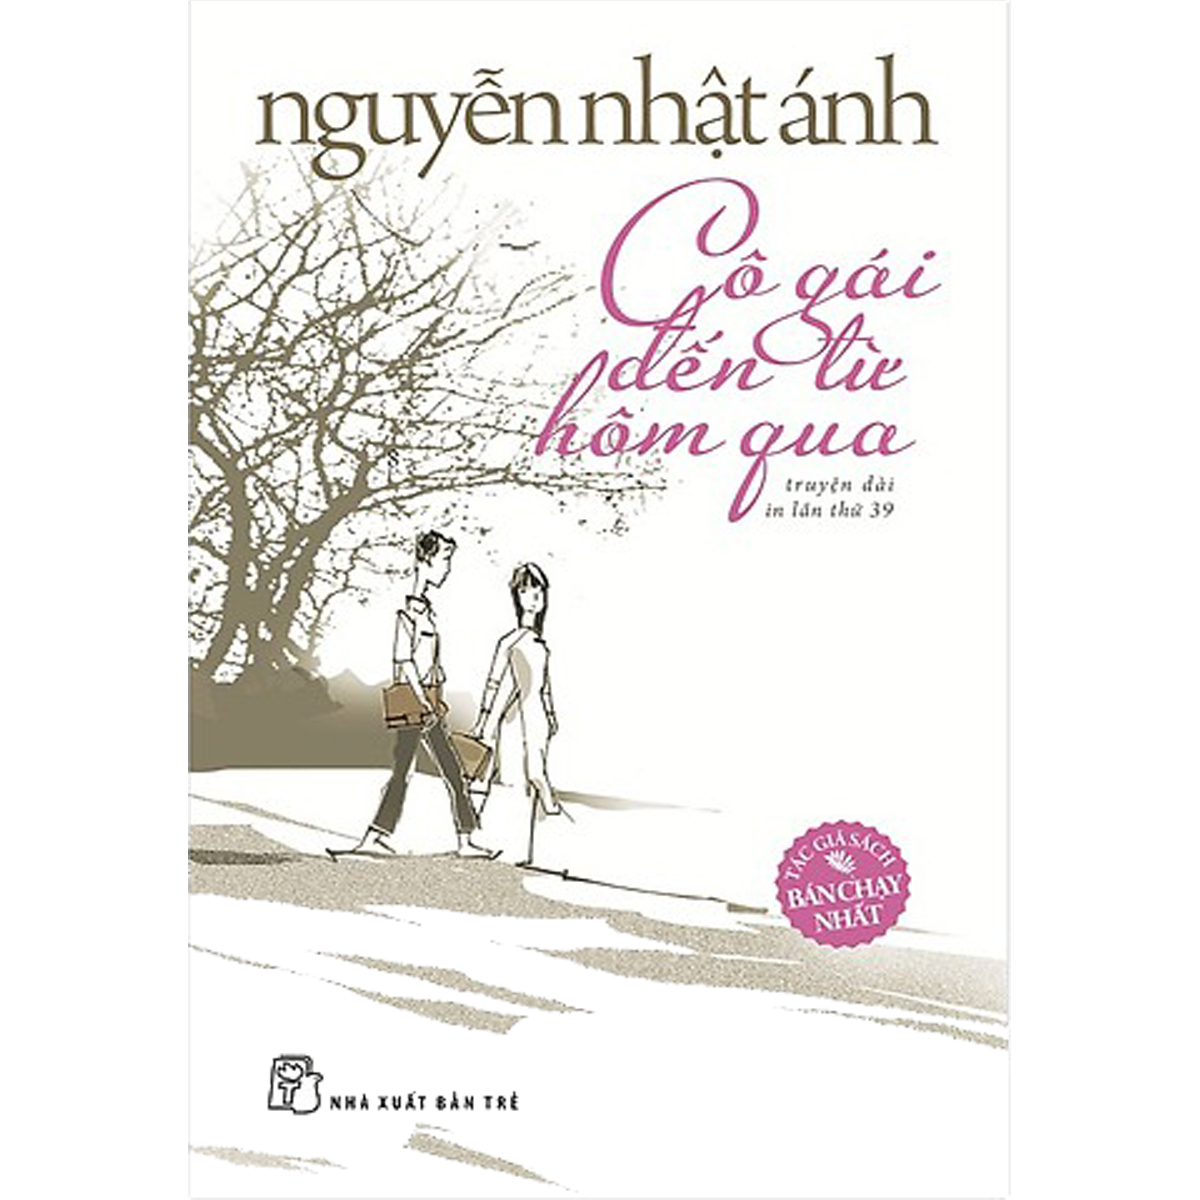 nguyễn nhật ánh
Cô gái
đến từ
hôm qua
truyện dài
in lần thứ 39
TÁC GIẢ SÁCH
BÁN CHẠY
NHẤT
NHÀ XUẤT BẢN TRẺ